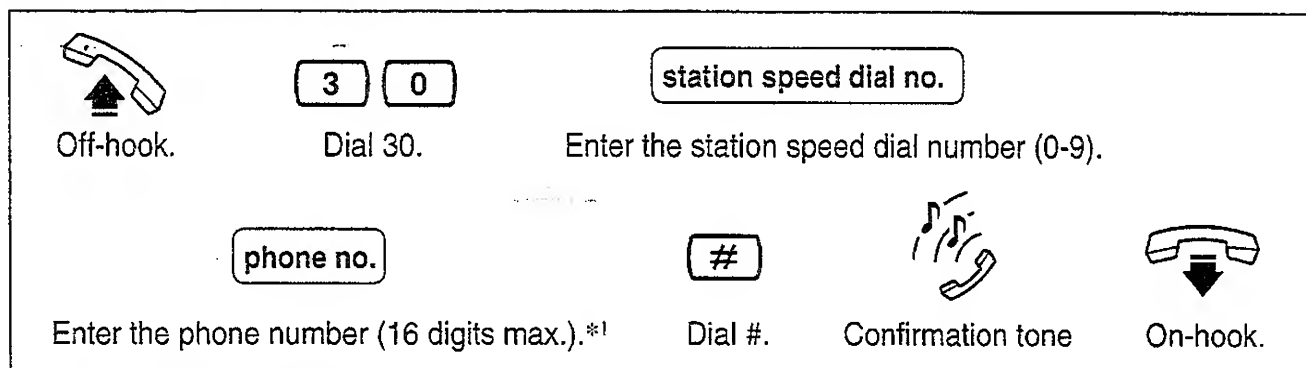 3 0 station speed dial no.
Off-hook. Dial 30. Enter the station speed dial number (0-9).
phone no. #
Enter the phone number (16 digits max.).*1 Dial #. Confirmation tone On-hook.